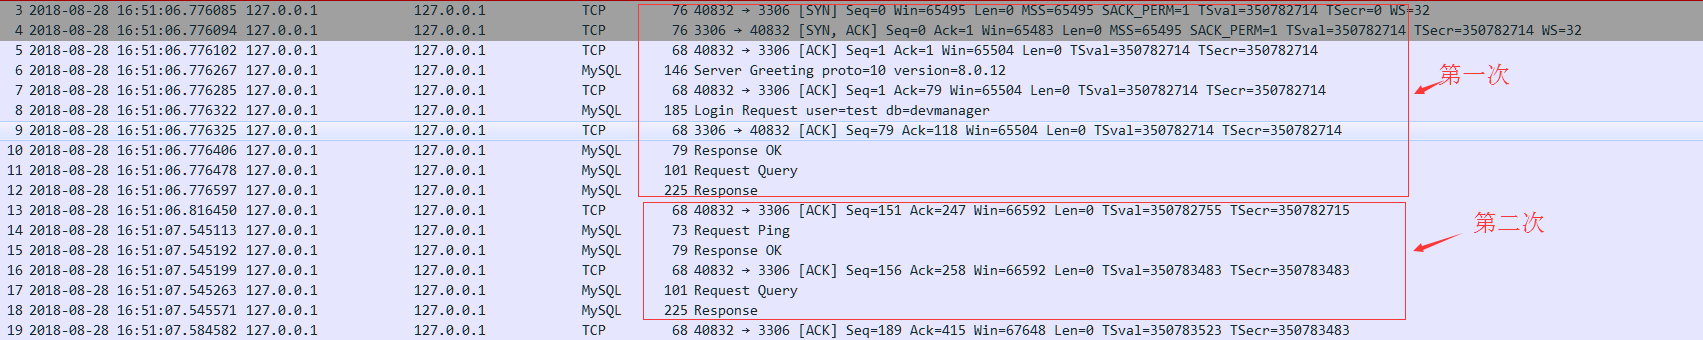 3 2018-08-28 16:51:06.776085 127.0.0.1 127.0.0.1 TCP 76 40832 → 3306 [SYN] Seq=0 Win=65495 Len=0 MSS=65495 SACK_PERM=1 TSval=350782714 TSecr=0 WS=32
4 2018-08-28 16:51:06.776094 127.0.0.1 127.0.0.1 TCP 76 3306 → 40832 [SYN, ACK] Seq=0 Ack=1 Win=65483 Len=0 MSS=65495 SACK_PERM=1 TSval=350782714 TSecr=350782714 WS=32
5 2018-08-28 16:51:06.776102 127.0.0.1 127.0.0.1 TCP 68 40832 → 3306 [ACK] Seq=1 Ack=1 Win=65504 Len=0 TSval=350782714 TSecr=350782714
6 2018-08-28 16:51:06.776267 127.0.0.1 127.0.0.1 MySQL 146 Server Greeting proto=10 version=8.0.12
第一次
7 2018-08-28 16:51:06.776285 127.0.0.1 127.0.0.1 TCP 68 40832 → 3306 [ACK] Seq=1 Ack=79 Win=65504 Len=0 TSval=350782714 TSecr=350782714
8 2018-08-28 16:51:06.776322 127.0.0.1 127.0.0.1 MySQL 185 Login Request user=test db=devmanager
9 2018-08-28 16:51:06.776325 127.0.0.1 127.0.0.1 TCP 68 3306 → 40832 [ACK] Seq=79 Ack=118 Win=65504 Len=0 TSval=350782714 TSecr=350782714
10 2018-08-28 16:51:06.776406 127.0.0.1 127.0.0.1 MySQL 79 Response OK
11 2018-08-28 16:51:06.776478 127.0.0.1 127.0.0.1 MySQL 101 Request Query
12 2018-08-28 16:51:06.776597 127.0.0.1 127.0.0.1 MySQL 225 Response
13 2018-08-28 16:51:06.816450 127.0.0.1 127.0.0.1 TCP 68 40832 → 3306 [ACK] Seq=151 Ack=247 Win=66592 Len=0 TSval=350782755 TSecr=350782715
第二次
14 2018-08-28 16:51:07.545113 127.0.0.1 127.0.0.1 MySQL 73 Request Ping
15 2018-08-28 16:51:07.545192 127.0.0.1 127.0.0.1 MySQL 79 Response OK
16 2018-08-28 16:51:07.545199 127.0.0.1 127.0.0.1 TCP 68 40832 → 3306 [ACK] Seq=156 Ack=258 Win=66592 Len=0 TSval=350783483 TSecr=350783483
17 2018-08-28 16:51:07.545263 127.0.0.1 127.0.0.1 MySQL 101 Request Query
18 2018-08-28 16:51:07.545571 127.0.0.1 127.0.0.1 MySQL 225 Response
19 2018-08-28 16:51:07.584582 127.0.0.1 127.0.0.1 TCP 68 40832 → 3306 [ACK] Seq=189 Ack=415 Win=67648 Len=0 TSval=350783523 TSecr=350783483